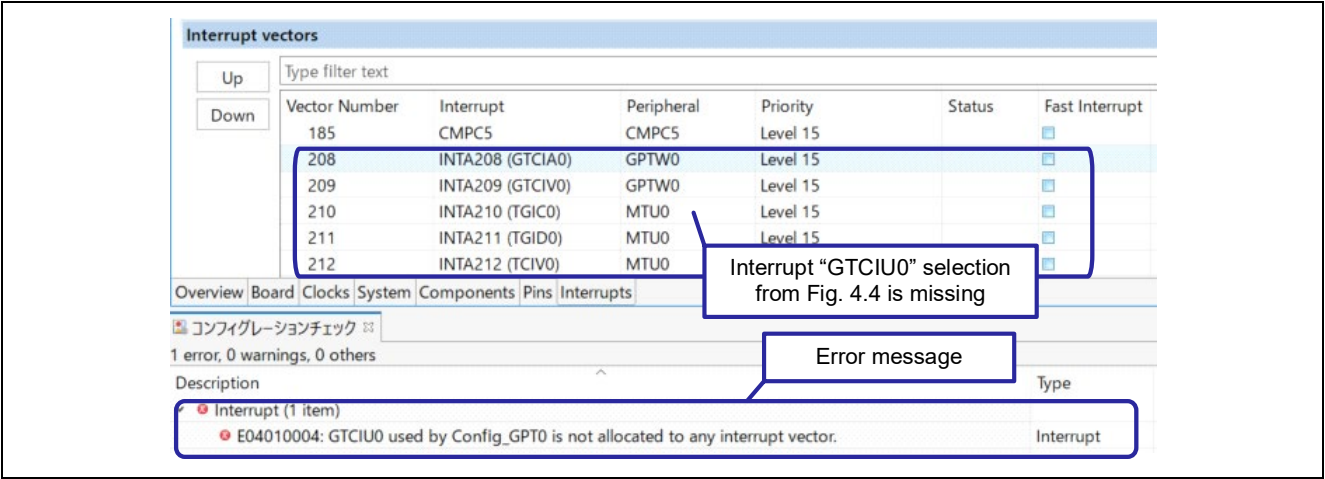 Interrupt vectors
Up
Down
Type filter text
Vector Number Interrupt Peripheral Priority Status Fast Interrupt
185 CMPC5 CMPC5 Level 15
208 INTA208 (GTCIA0) GPTW0 Level 15
209 INTA209 (GTCIV0) GPTW0 Level 15
210 INTA210 (TGIC0) MTU0 Level 15
211 INTA211 (TGID0) MTU0 Level 15
212 INTA212 (TCIV0) MTU0
Interrupt “GTCIU0” selection
from Fig. 4.4 is missing
Overview Board Clocks System Components Pins Interrupts
コンフィグレーションチェック
1 error, 0 warnings, 0 others
Error message
Description Type
Interrupt (1 item)
E04010004: GTCIU0 used by Config_GPT0 is not allocated to any interrupt vector. Interrupt